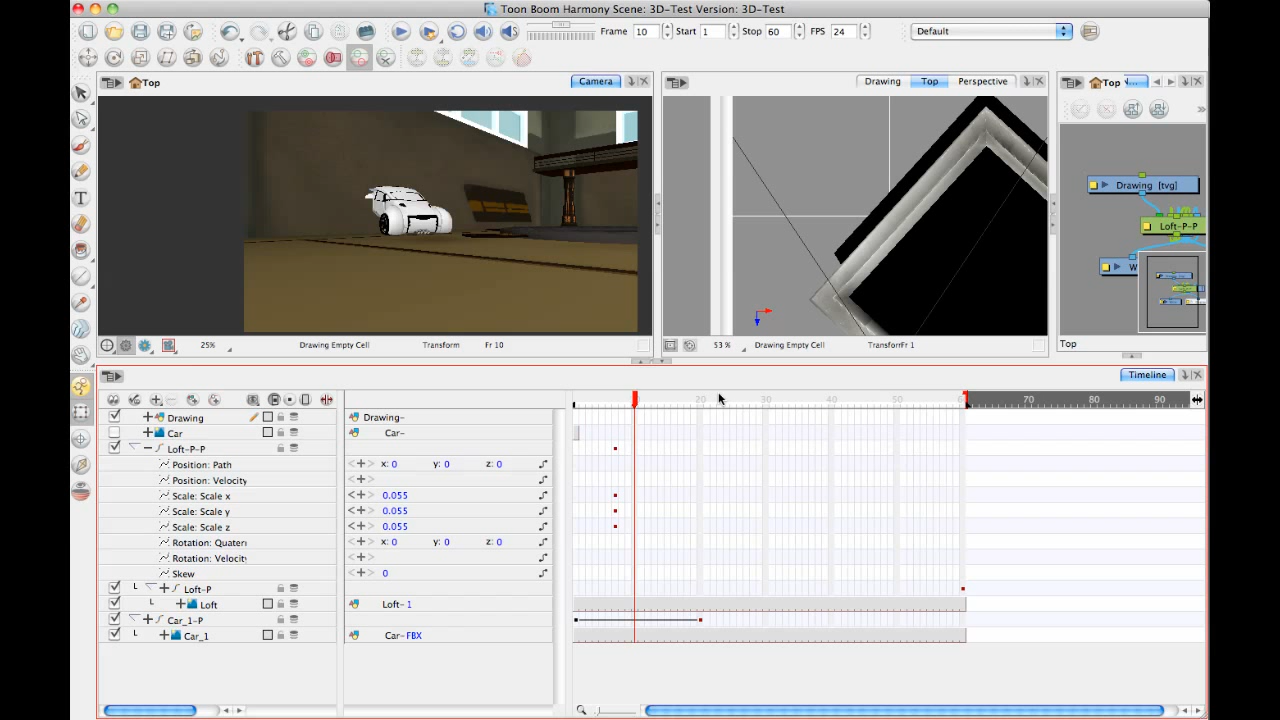 Toon Boom Harmony Scene: 3D-Test Version: 3D-Test
Frame 10 Start 1 Stop 60 FPS 24 Default
Top Camera Drawing Top Perspective Top
Drawing [tvg]
Loft-P-P
W
25% Drawing Empty Cell Transform Fr 10 53 % Drawing Empty Cell Fr 1 Top
Timeline
20 30 40 50 70 80 90
Drawing Drawing-
Car Car-
Loft-P-P
Position: Path x: 0 y: 0 z: 0
Position: Velocity
Scale: Scale x 0.055
Scale: Scale y 0.055
Scale: Scale z 0.055
Rotation: Quatern x: 0 y: 0 z: 0
Rotation: Velocity
Skew 0
Loft-P
Loft Loft- 1
Car_1-P
Car_1 Car-FBX